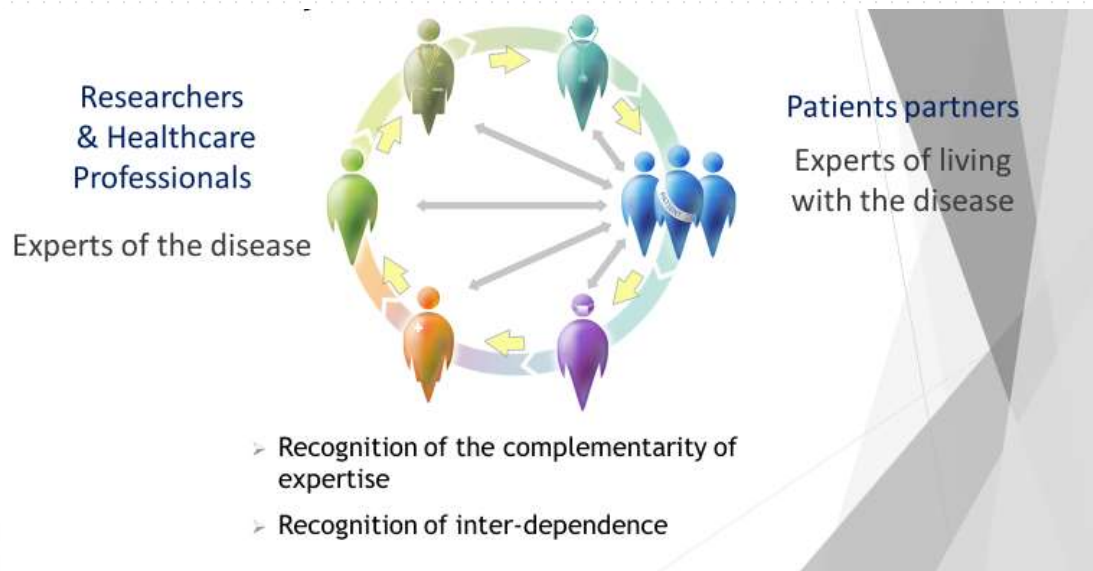 Researchers
& Healthcare
Professionals
Experts of the disease
Patients partners
Experts of living
with the disease
PATIENT
➢ Recognition of the complementarity of
expertise
➢ Recognition of inter-dependence